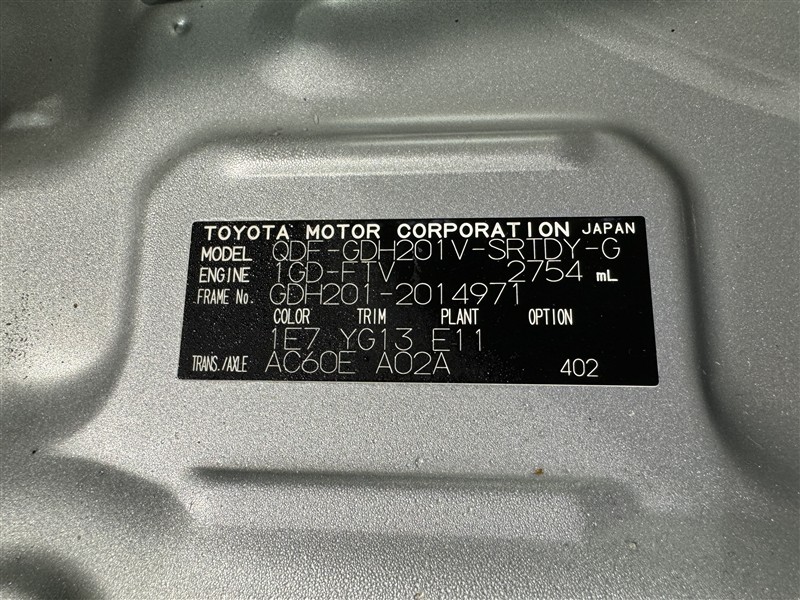 TOYOTA MOTOR CORPORATION JAPAN
MODEL QDF-GDH201V-SRTDY-G
ENGINE 1GD-FTV 2754 mL
FRAME No. GDH201-2014971
COLOR TRIM PLANT OPTION
1E7 YG13 E11
TRANS./AXLE AC60E A02A 402